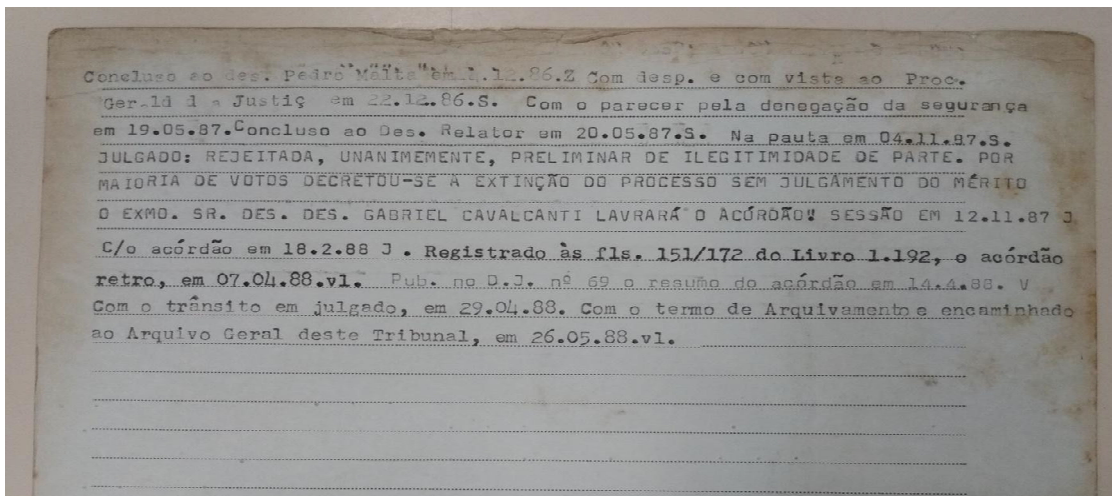 Concluso ao des. Pedro "Malta" em 1.12.86.Z Com desp. e com vista ao Proc.
Ger ld d a Justiç em 22.12.86.S. Com o parecer pela denegação da segurança
em 19.05.87.Concluso ao Des. Relator em 20.05.87.S. Na pauta em 04.11.87.S.
JULGADO: REJEITADA, UNANIMEMENTE, PRELIMINAR DE ILEGITIMIDADE DE PARTE. POR
MAIORIA DE VOTOS DECRETOU-SE A EXTINÇÃO DO PROCESSO SEM JULGAMENTO DO MÉRITO
O EXMO. SR. DES. DES. GABRIEL CAVALCANTI LAVRARÁ O ACÓRDÃO" SESSÃO EM 12.11.87 J
C/o acórdão em 18.2.88 J . Registrado às fls. 151/172 do Livro 1.192, o acórdão
retro, em 07.04.88.vl. Pub. no D.J. nº 69 o resumo do acórdão em 14.4.88. V
Com o trânsito em julgado, em 29.04.88. Com o termo de Arquivamento e encaminhado
ao Arquivo Geral deste Tribunal, em 26.05.88.vl.